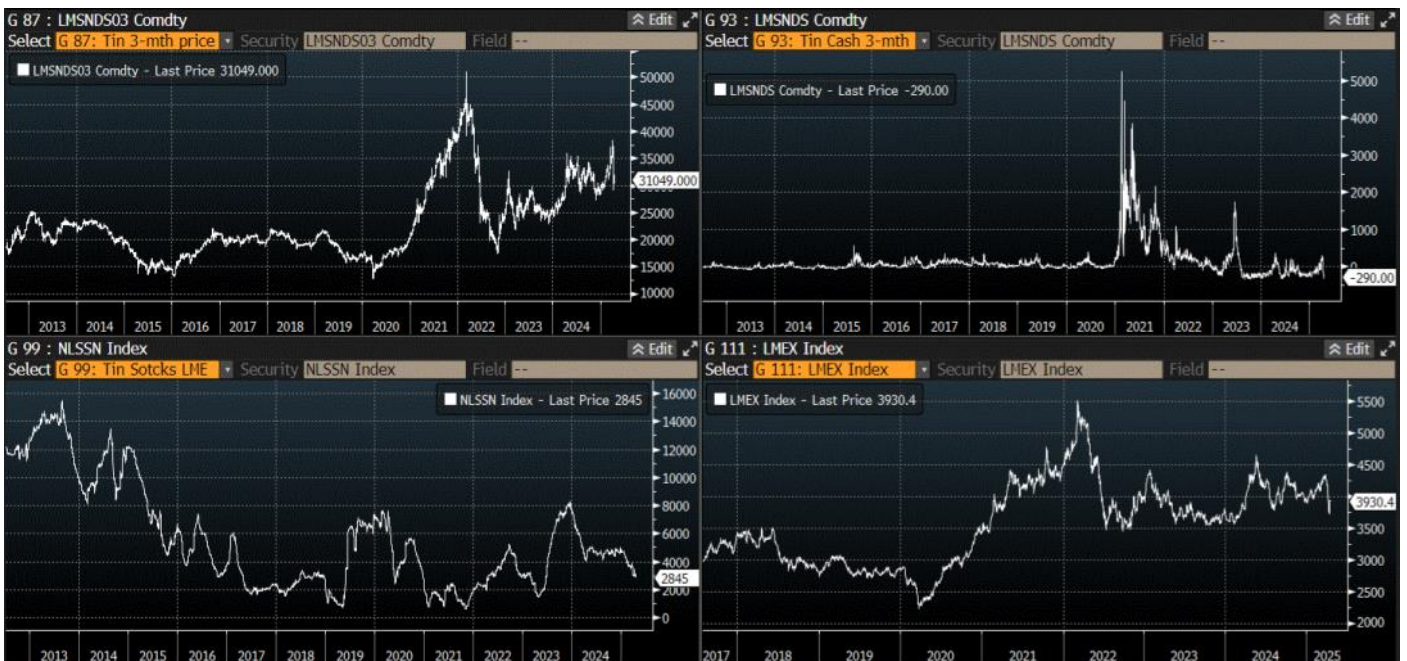 G 87 : LMSNDS03 Comdty
Edit
Select G 87: Tin 3-mth price Security LMSNDS03 Comdty Field --
LMSNDS03 Comdty - Last Price 31049.000
50000
45000
40000
35000
31049.000
30000
25000
20000
15000
10000
2013 2014 2015 2016 2017 2018 2019 2020 2021 2022 2023 2024
G 93 : LMSNDS Comdty
Edit
Select G 93: Tin Cash 3-mth Security LMSNDS Comdty Field --
LMSNDS Comdty - Last Price -290.00
5000
4000
3000
2000
1000
0
-290.00
2013 2014 2015 2016 2017 2018 2019 2020 2021 2022 2023 2024
G 99 : NLSSN Index
Edit
Select G 99: Tin Sotcks LME Security NLSSN Index Field --
NLSSN Index - Last Price 2845
16000
14000
12000
10000
8000
6000
4000
2845
2000
0
2013 2014 2015 2016 2017 2018 2019 2020 2021 2022 2023 2024
G 111 : LMEX Index
Edit
Select G 111: LMEX Index Security LMEX Index Field --
LMEX Index - Last Price 3930.4
5500
5000
4500
3930.4
3500
3000
2500
2000
2017 2018 2019 2020 2021 2022 2023 2024 2025